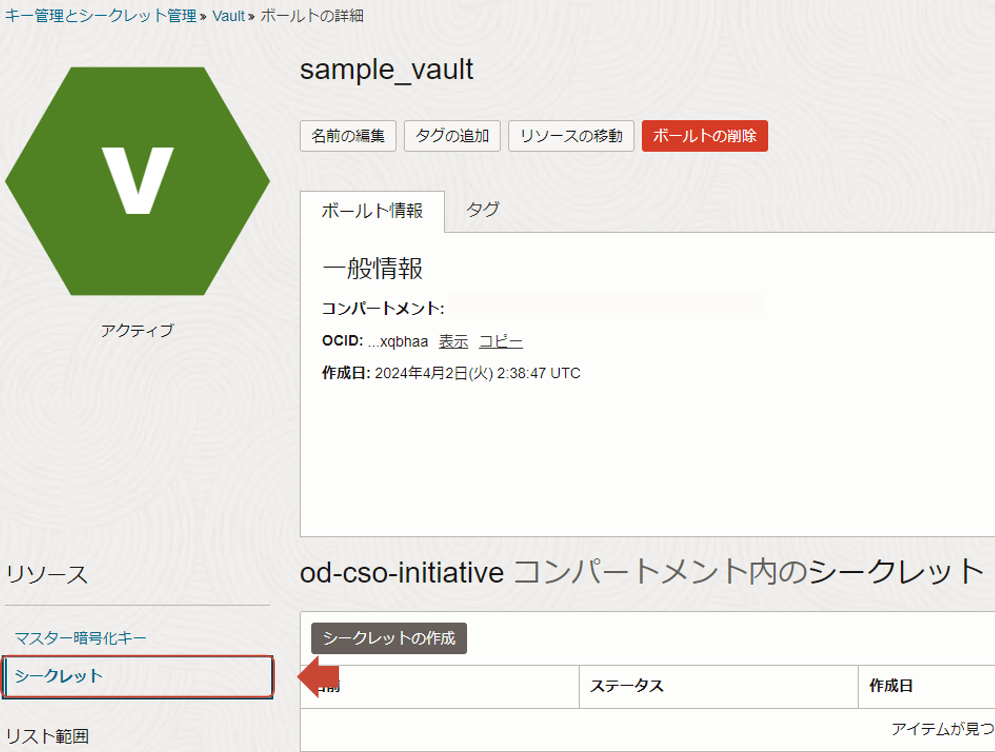 キー管理とシークレット管理 » Vault » ボールトの詳細
V
アクティブ
sample_vault
名前の編集 タグの追加 リソースの移動 ボールトの削除
ボールト情報 タグ
一般情報
コンパートメント:
OCID: ...xqbhaa 表示 コピー
作成日: 2024年4月2日(火) 2:38:47 UTC
リソース
マスター暗号化キー
シークレット
リスト範囲
od-cso-initiative コンパートメント内のシークレット
シークレットの作成
名前 ステータス 作成日
アイテムが見つ